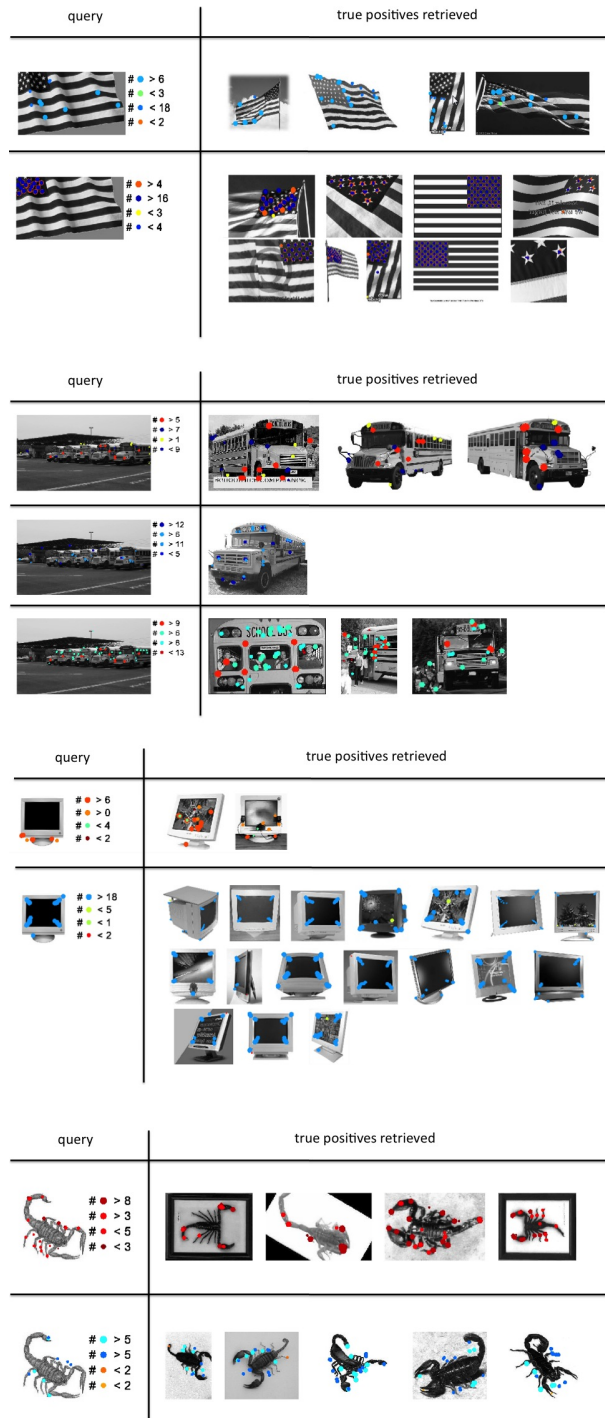 query true positives retrieved
# > 6
# < 3
# < 18
# < 2
# > 4
# > 16
# < 3
# < 4
query true positives retrieved
# > 5
# > 7
# > 1
# < 9
# > 12
# > 6
# > 11
# < 5
# > 9
# > 6
# > 8
# < 13
SCHOOL BUS
query true positives retrieved
# > 6
# > 0
# < 4
# < 2
# > 18
# < 5
# < 1
# < 2
query true positives retrieved
# > 8
# > 3
# < 5
# < 3
# > 5
# > 5
# < 2
# < 2